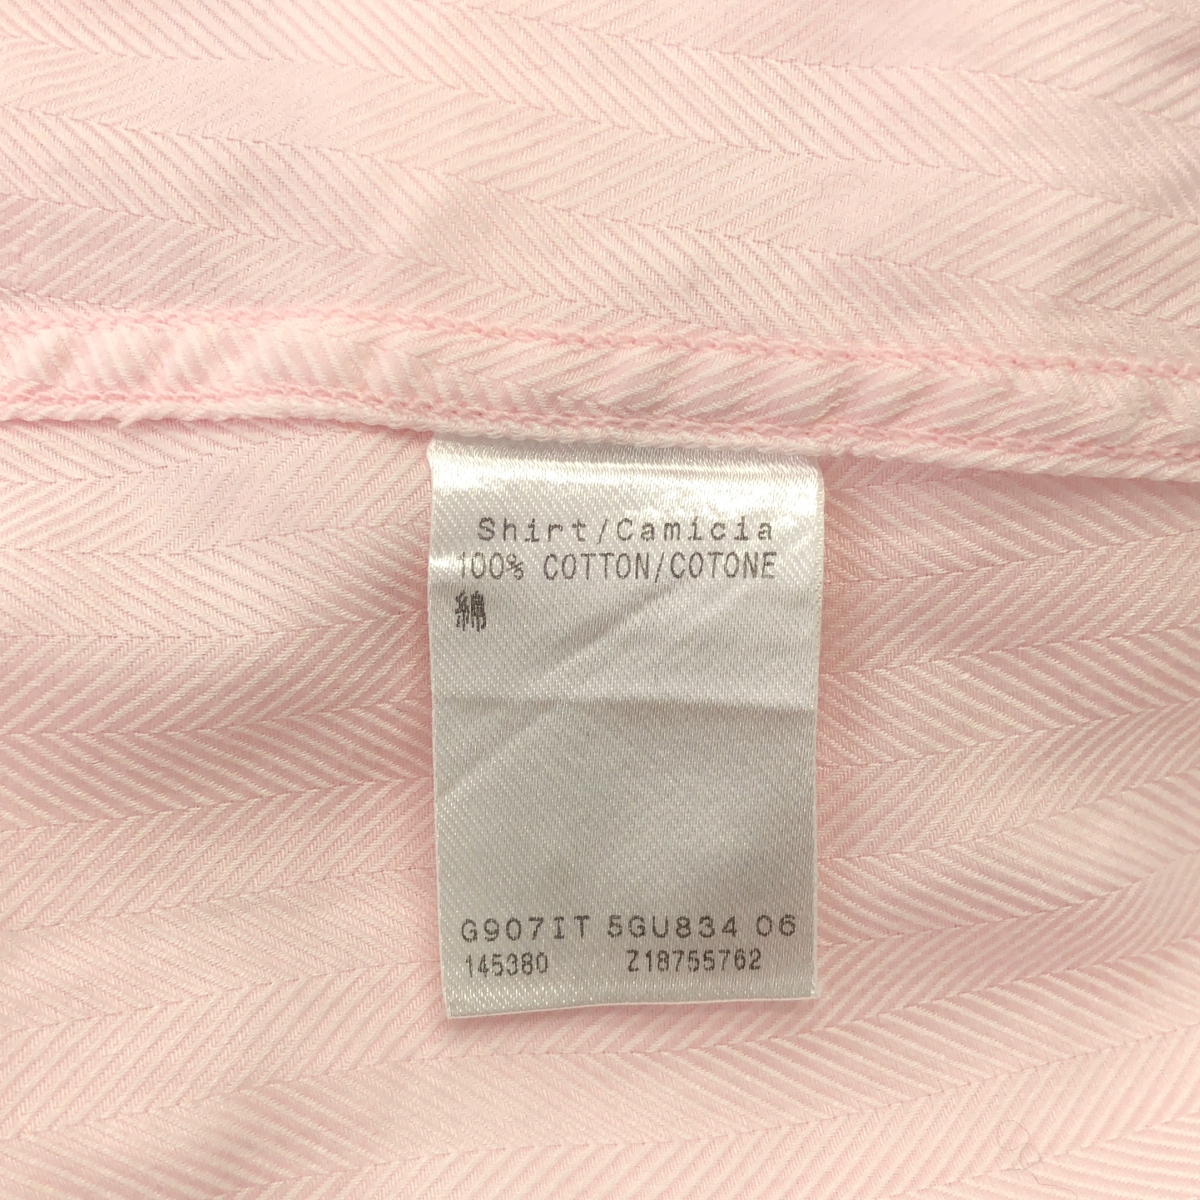 Shirt/Camicia
100% COTTON/COTONE
綿
G907IT 5GU834 06
145380 Z18755762